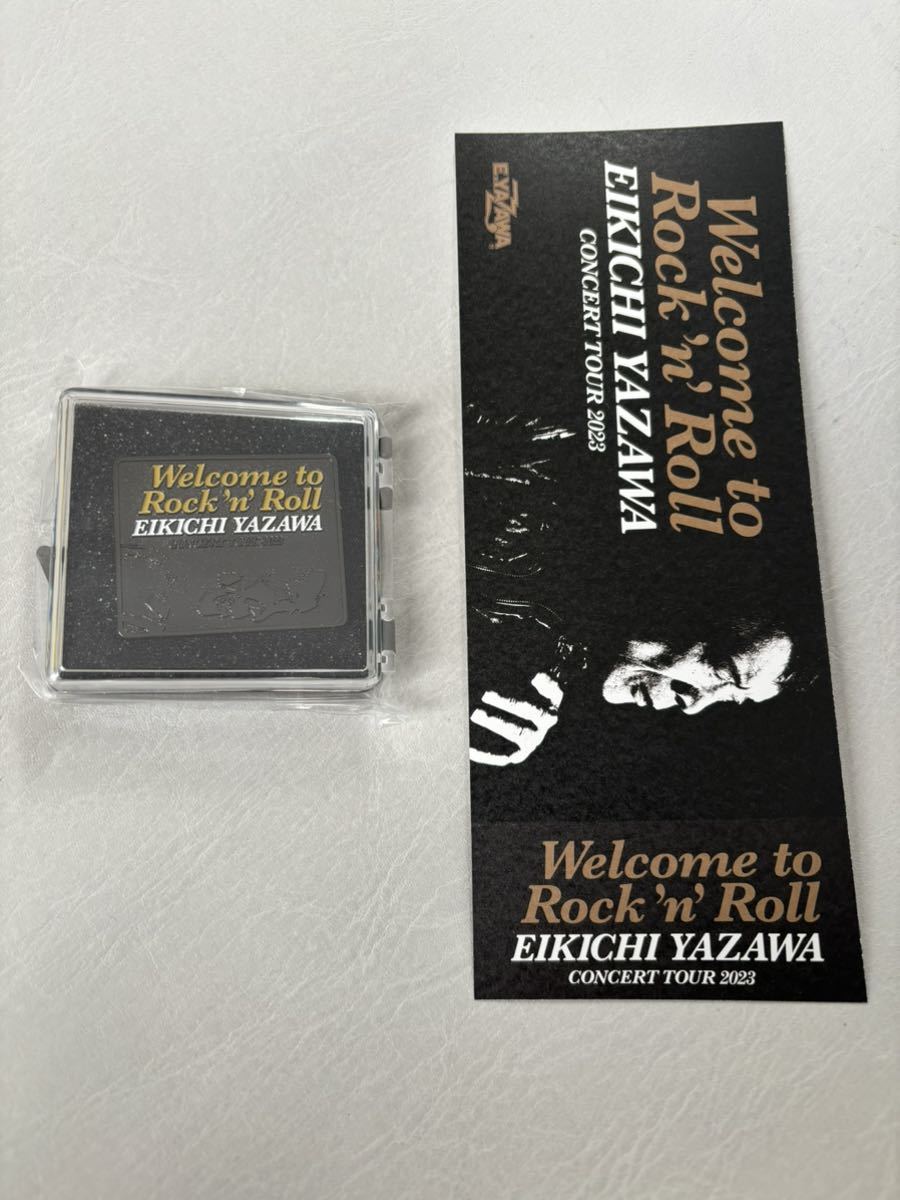 Welcome to
Rock 'n' Roll
EIKICHI YAZAWA
E.YAZAWA
Welcome to
Rock 'n' Roll
EIKICHI YAZAWA
CONCERT TOUR 2023
Welcome to
Rock 'n' Roll
EIKICHI YAZAWA
CONCERT TOUR 2023